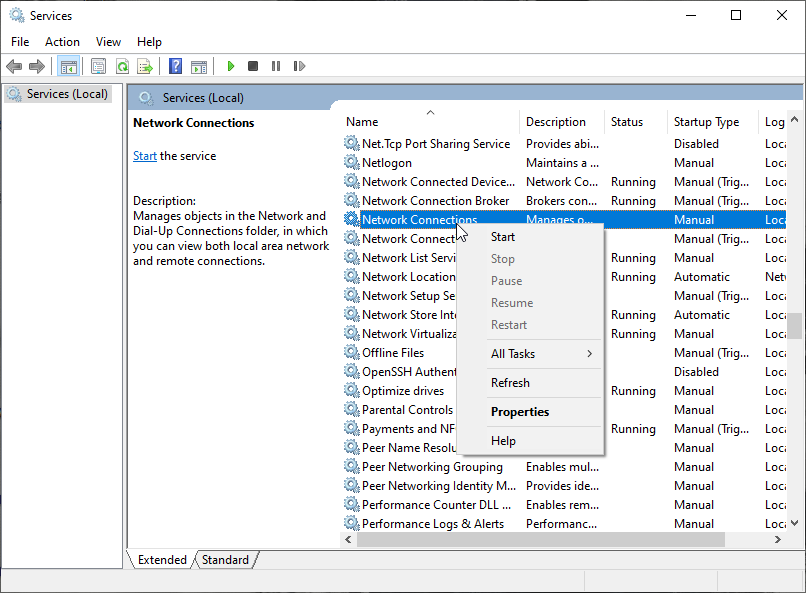 Services
File Action View Help
Services (Local)
Services (Local)
Network Connections
Start the service
Description:
Manages objects in the Network and
Dial-Up Connections folder, in which
you can view both local area network
and remote connections.
Name Description Status Startup Type Log
Net.Tcp Port Sharing Service Provides abi... Disabled Loca
Netlogon Maintains a ... Manual Loca
Network Connected Device... Network Co... Running Manual (Trig... Loca
Network Connection Broker Brokers con... Running Manual (Trig... Loca
Network Connections Manages o... Manual Loca
Network Connect Manual (Trig... Loca
Network List Servi Running Manual Loca
Network Location Running Automatic Netw
Network Setup Se Manual (Trig... Loca
Network Store Inte Running Automatic Loca
Network Virtualiza Running Manual Loca
Offline Files Manual (Trig... Loca
OpenSSH Authent Disabled Loca
Optimize drives Running Manual Loca
Parental Controls Manual Loca
Payments and NF Running Manual (Trig... Loca
Peer Name Resolu Manual Loca
Peer Networking Grouping Enables mul... Manual Loca
Peer Networking Identity M... Provides ide... Manual Loca
Performance Counter DLL ... Enables rem... Manual Loca
Performance Logs & Alerts Performanc... Manual Loca
Start
Stop
Pause
Resume
Restart
All Tasks
Refresh
Properties
Help
Extended Standard